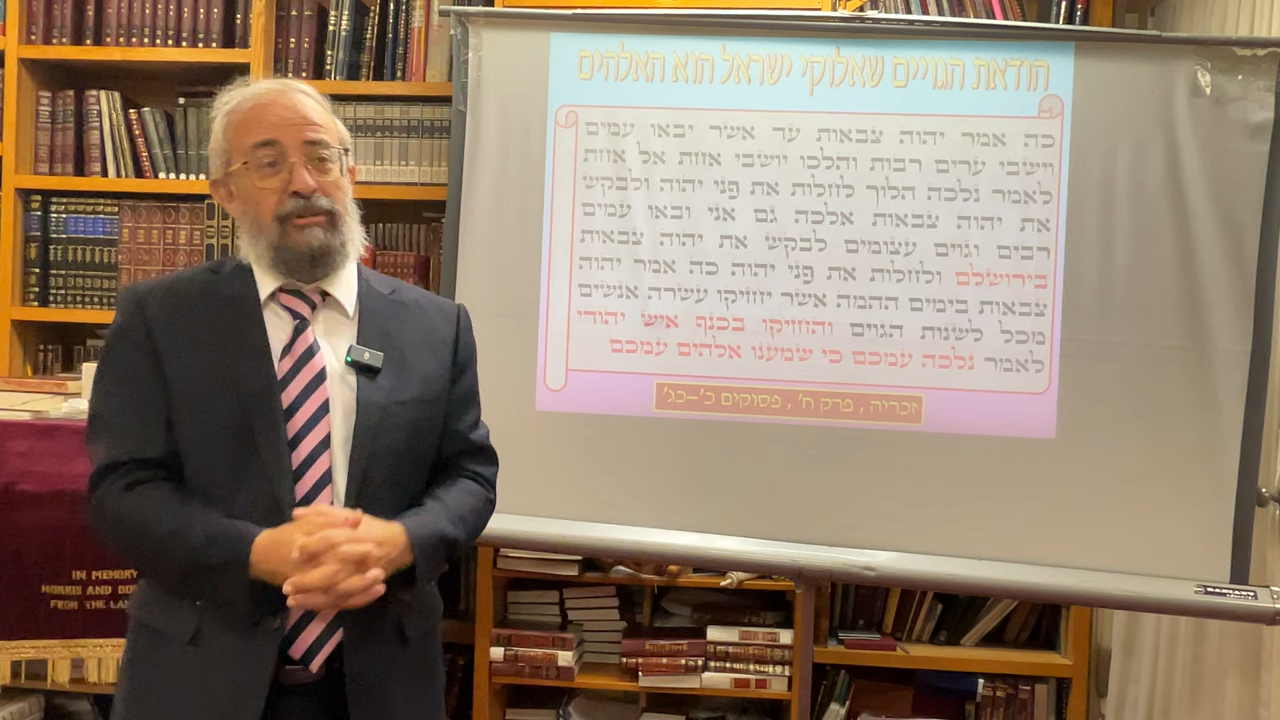 הודאת הגויים שאלוקי ישראל הוא האלהים
כה אמר יהוה צבאות עד אשר יבאו עמים
וישבי ערים רבות והלכו יושבי אחת אל אחת
לאמר נלכה הלוך לחלות את פני יהוה ולבקש
את יהוה צבאות אלכה גם אני ובאו עמים
רבים וגוים עצומים לבקש את יהוה צבאות
בירושלם ולחלות את פני יהוה כה אמר יהוה
צבאות בימים ההמה אשר יחזיקו עשרה אנשים
מכל לשנות הגוים והחזיקו בכנף איש יהודי
לאמר נלכה עמכם כי שמענו אלהים עמכם
זכריה, פרק ח', פסוקים כ'-כג'
IN MEMORY
FROM THE